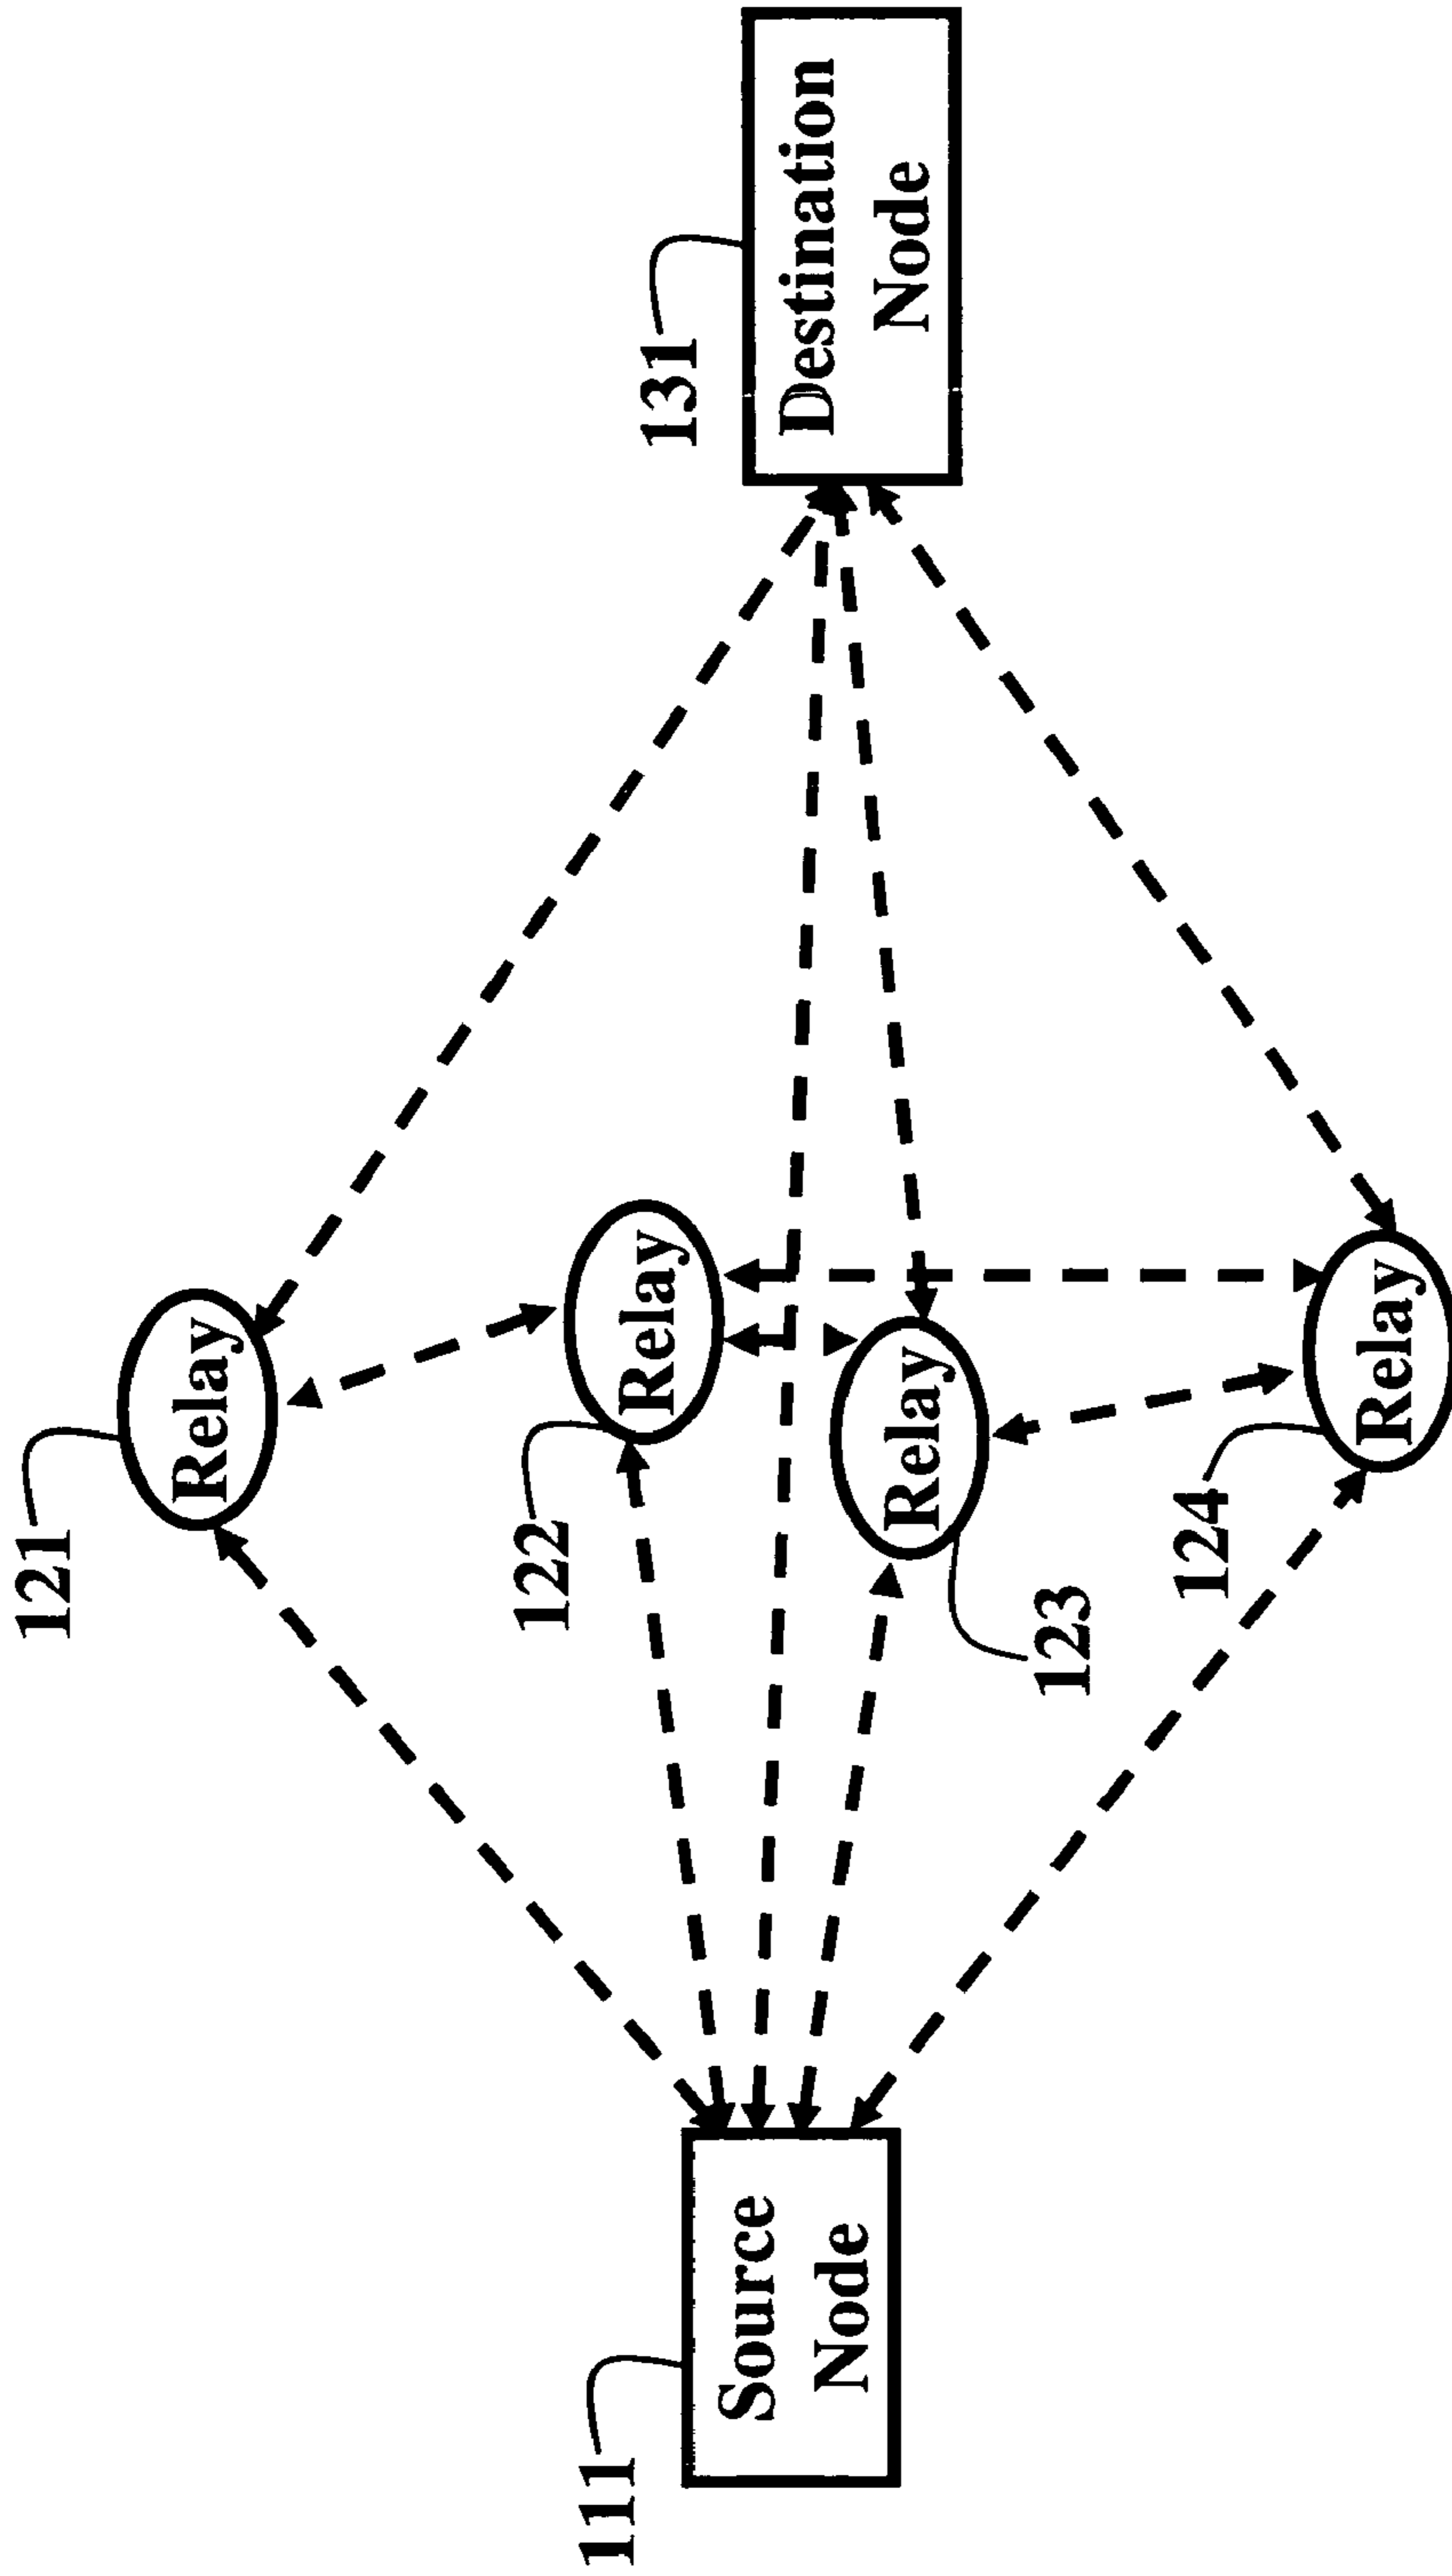 121
Relay
122
Relay
111
Source
Node
131
Destination
Node
Relay
123
124
Relay